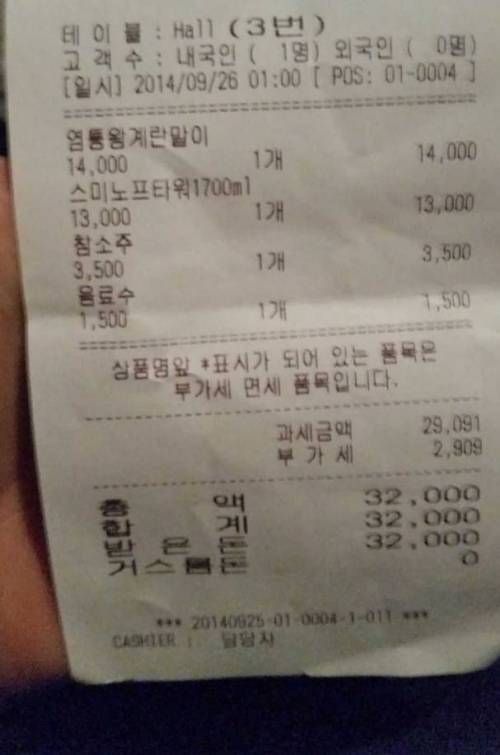 테 이 블 : Hall (3번)
고 객 수 : 내국인 ( 1명) 외국인 ( 0명)
[일시] 2014/09/26 01:00 [ POS: 01-0004 ]
염통왕계란말이
14,000 1개 14,000
스미노프타워1700ml
13,000 1개 13,000
참소주
3,500 1개 3,500
음료수
1,500 1개 1,500
상품명앞 *표시가 되어 있는 품목은
부가세 면세 품목입니다.
과세금액 29,091
부 가 세 2,909
총 액 32,000
합 계 32,000
받 은 돈 32,000
거스름돈 0
*** 20140925-01-0004-1-011 ***
CASHIER : 담당자